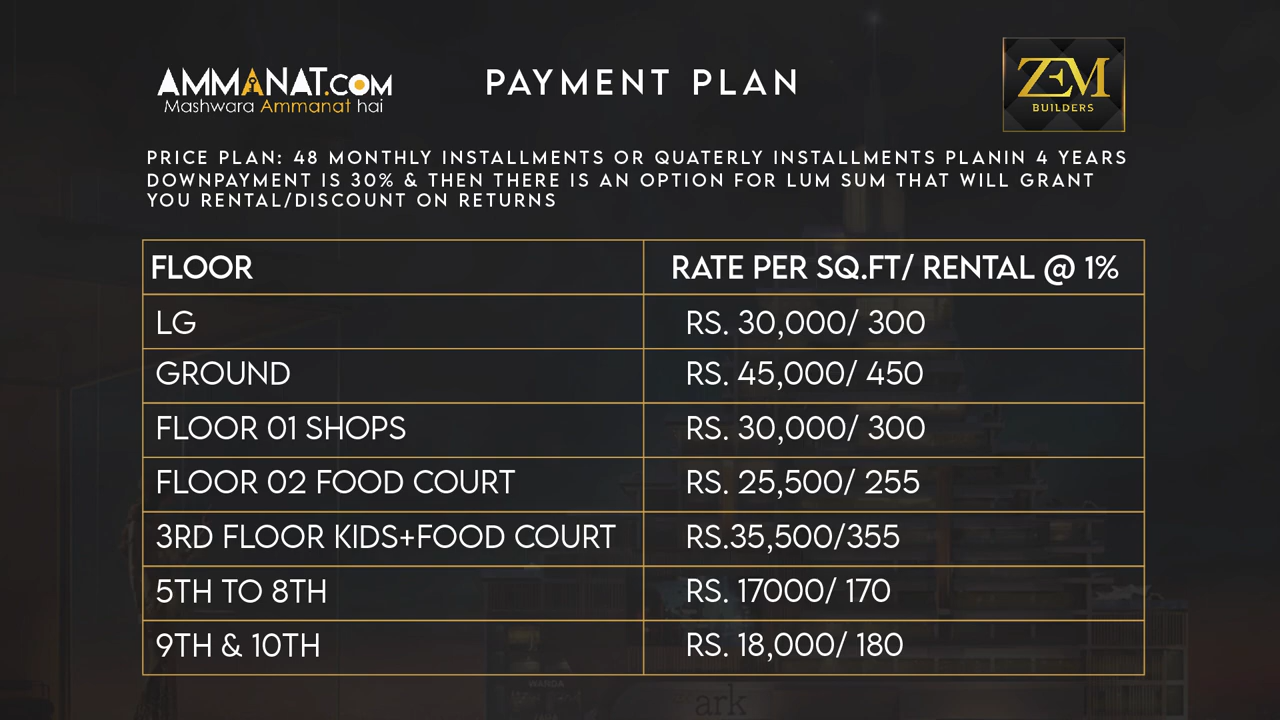 AMMANAT.COM
Mashwara Ammanat hai
PAYMENT PLAN
ZEM
BUILDERS
PRICE PLAN: 48 MONTHLY INSTALLMENTS OR QUATERLY INSTALLMENTS PLANIN 4 YEARS
DOWNPAYMENT IS 30% & THEN THERE IS AN OPTION FOR LUM SUM THAT WILL GRANT
YOU RENTAL/DISCOUNT ON RETURNS
FLOOR RATE PER SQ.FT/ RENTAL @ 1%
LG RS. 30,000/ 300
GROUND RS. 45,000/ 450
FLOOR 01 SHOPS RS. 30,000/ 300
FLOOR 02 FOOD COURT RS. 25,500/ 255
3RD FLOOR KIDS+FOOD COURT RS.35,500/355
5TH TO 8TH RS. 17000/ 170
9TH & 10TH RS. 18,000/ 180
WANDA
ark